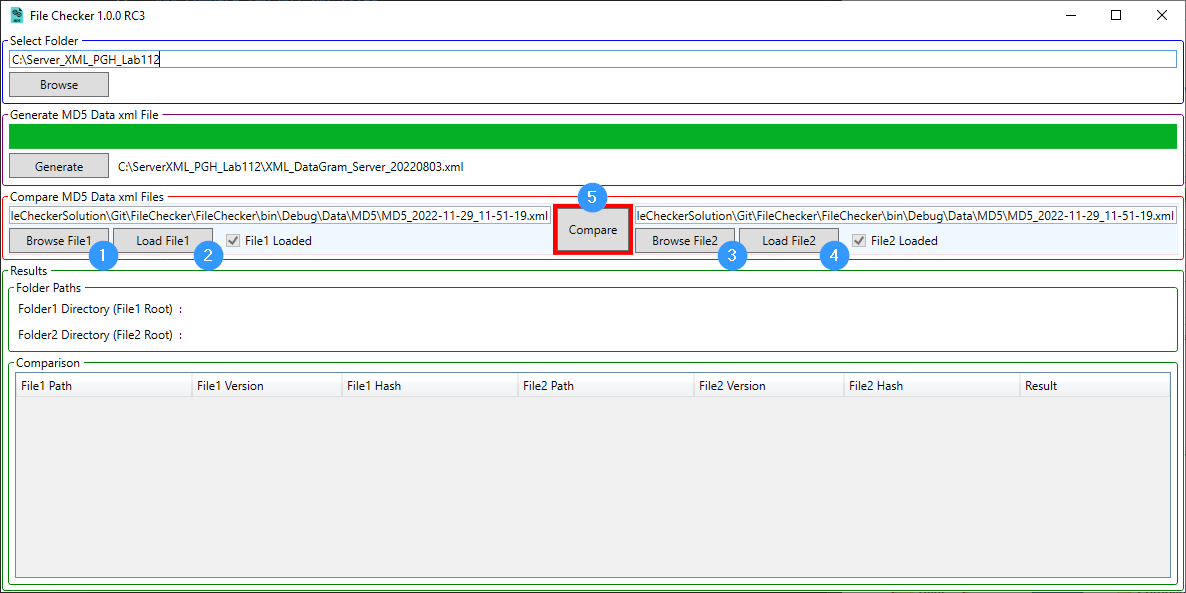 File Checker 1.0.0 RC3
Select Folder
C:\Server_XML_PGH_Lab112
Browse
Generate MD5 Data xml File
Generate C:\ServerXML_PGH_Lab112\XML_DataGram_Server_20220803.xml
Compare MD5 Data xml Files
5
leCheckerSolution\Git\FileChecker\FileChecker\bin\Debug\Data\MD5\MD5_2022-11-29_11-51-19.xml Compare leCheckerSolution\Git\FileChecker\FileChecker\bin\Debug\Data\MD5\MD5_2022-11-29_11-51-19.xml
Browse File1 Load File1 File1 Loaded Browse File2 Load File2 File2 Loaded
1 2 3 4
Results
Folder Paths
Folder1 Directory (File1 Root) :
Folder2 Directory (File2 Root) :
Comparison
File1 Path File1 Version File1 Hash File2 Path File2 Version File2 Hash Result